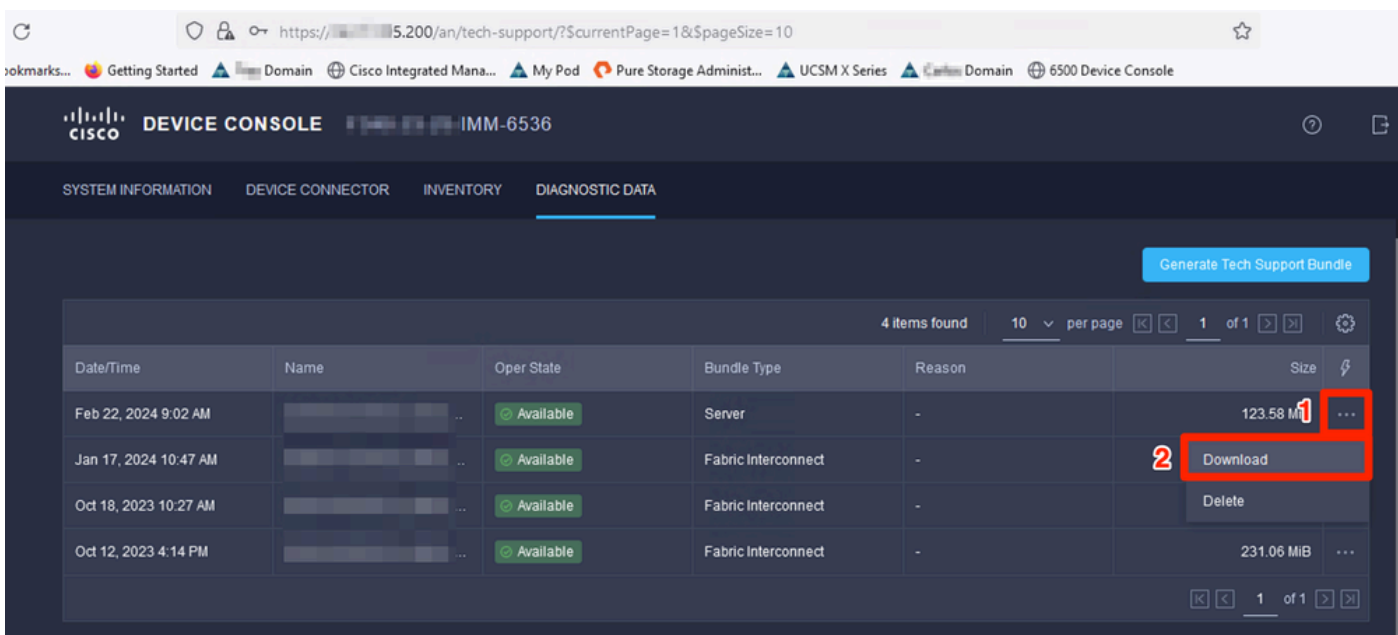 https:// 5.200/an/tech-support/?$currentPage=1&$pageSize=10
ookmarks... Getting Started Domain Cisco Integrated Mana... My Pod Pure Storage Administ... UCSM X Series Domain 6500 Device Console
CISCO DEVICE CONSOLE IMM-6536
SYSTEM INFORMATION DEVICE CONNECTOR INVENTORY DIAGNOSTIC DATA
Generate Tech Support Bundle
4 items found 10 per page 1 of 1
Date/Time Name Oper State Bundle Type Reason Size
Feb 22, 2024 9:02 AM ... Available Server - 123.58 M 1 ...
Jan 17, 2024 10:47 AM ... Available Fabric Interconnect - 2 Download
Oct 18, 2023 10:27 AM ... Available Fabric Interconnect - Delete
Oct 12, 2023 4:14 PM ... Available Fabric Interconnect - 231.06 MiB ...
1 of 1